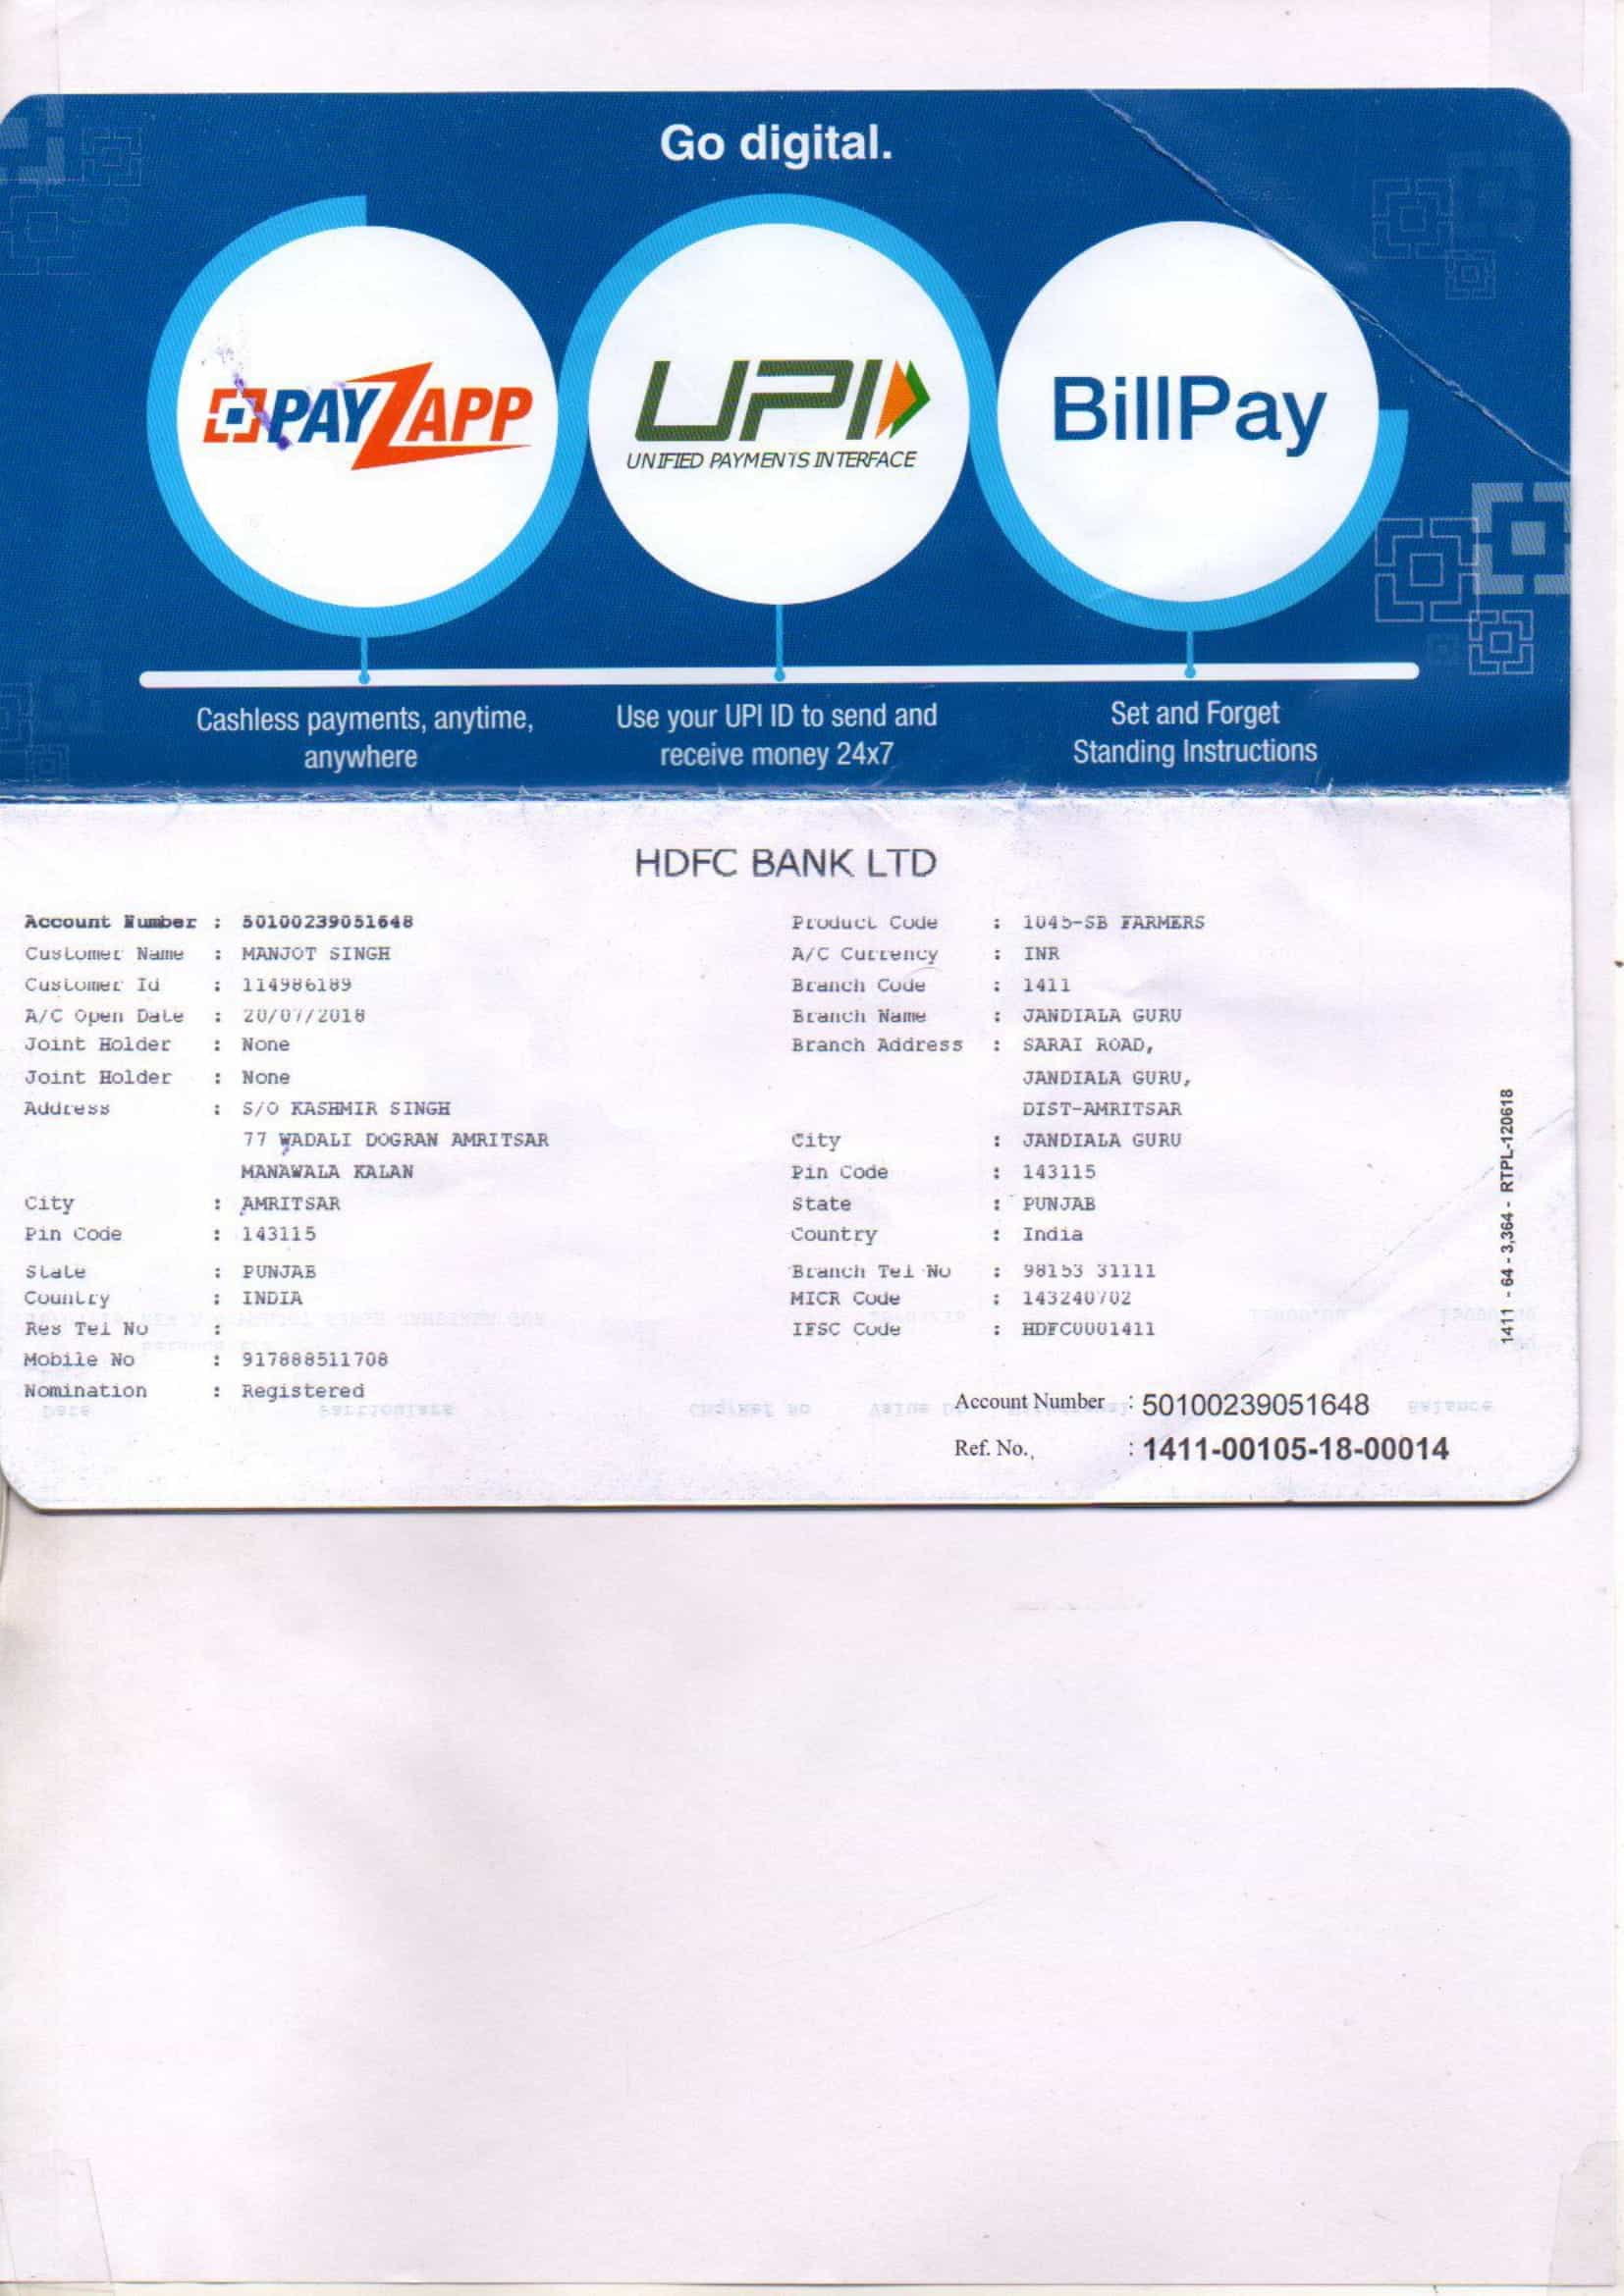 Go digital.
PAYZAPP
UPI
UNIFIED PAYMENTS INTERFACE
BillPay
Cashless payments, anytime,
anywhere
Use your UPI ID to send and
receive money 24x7
Set and Forget
Standing Instructions
HDFC BANK LTD
Account Number : 50100239051648
Customer Name : MANJOT SINGH
Customer Id : 114986189
A/C Open Date : 20/07/2018
Joint Holder : None
Joint Holder : None
Address : S/O KASHMIR SINGH
77 WADALI DOGRAN AMRITSAR
MANAWALA KALAN
City : AMRITSAR
Pin Code : 143115
State : PUNJAB
Country : INDIA
Res Tel No :
Mobile No : 917888511708
Nomination : Registered
Product Code : 1045-SB FARMERS
A/C Currency : INR
Branch Code : 1411
Branch Name : JANDIALA GURU
Branch Address : SARAI ROAD,
JANDIALA GURU,
DIST-AMRITSAR
City : JANDIALA GURU
Pin Code : 143115
State : PUNJAB
Country : India
Branch Tel No : 98153 31111
MICR Code : 143240702
IFSC Code : HDFC0001411
Account Number : 50100239051648
Ref. No. : 1411-00105-18-00014
1411 - 64 - 3,364 - RTPL-120618